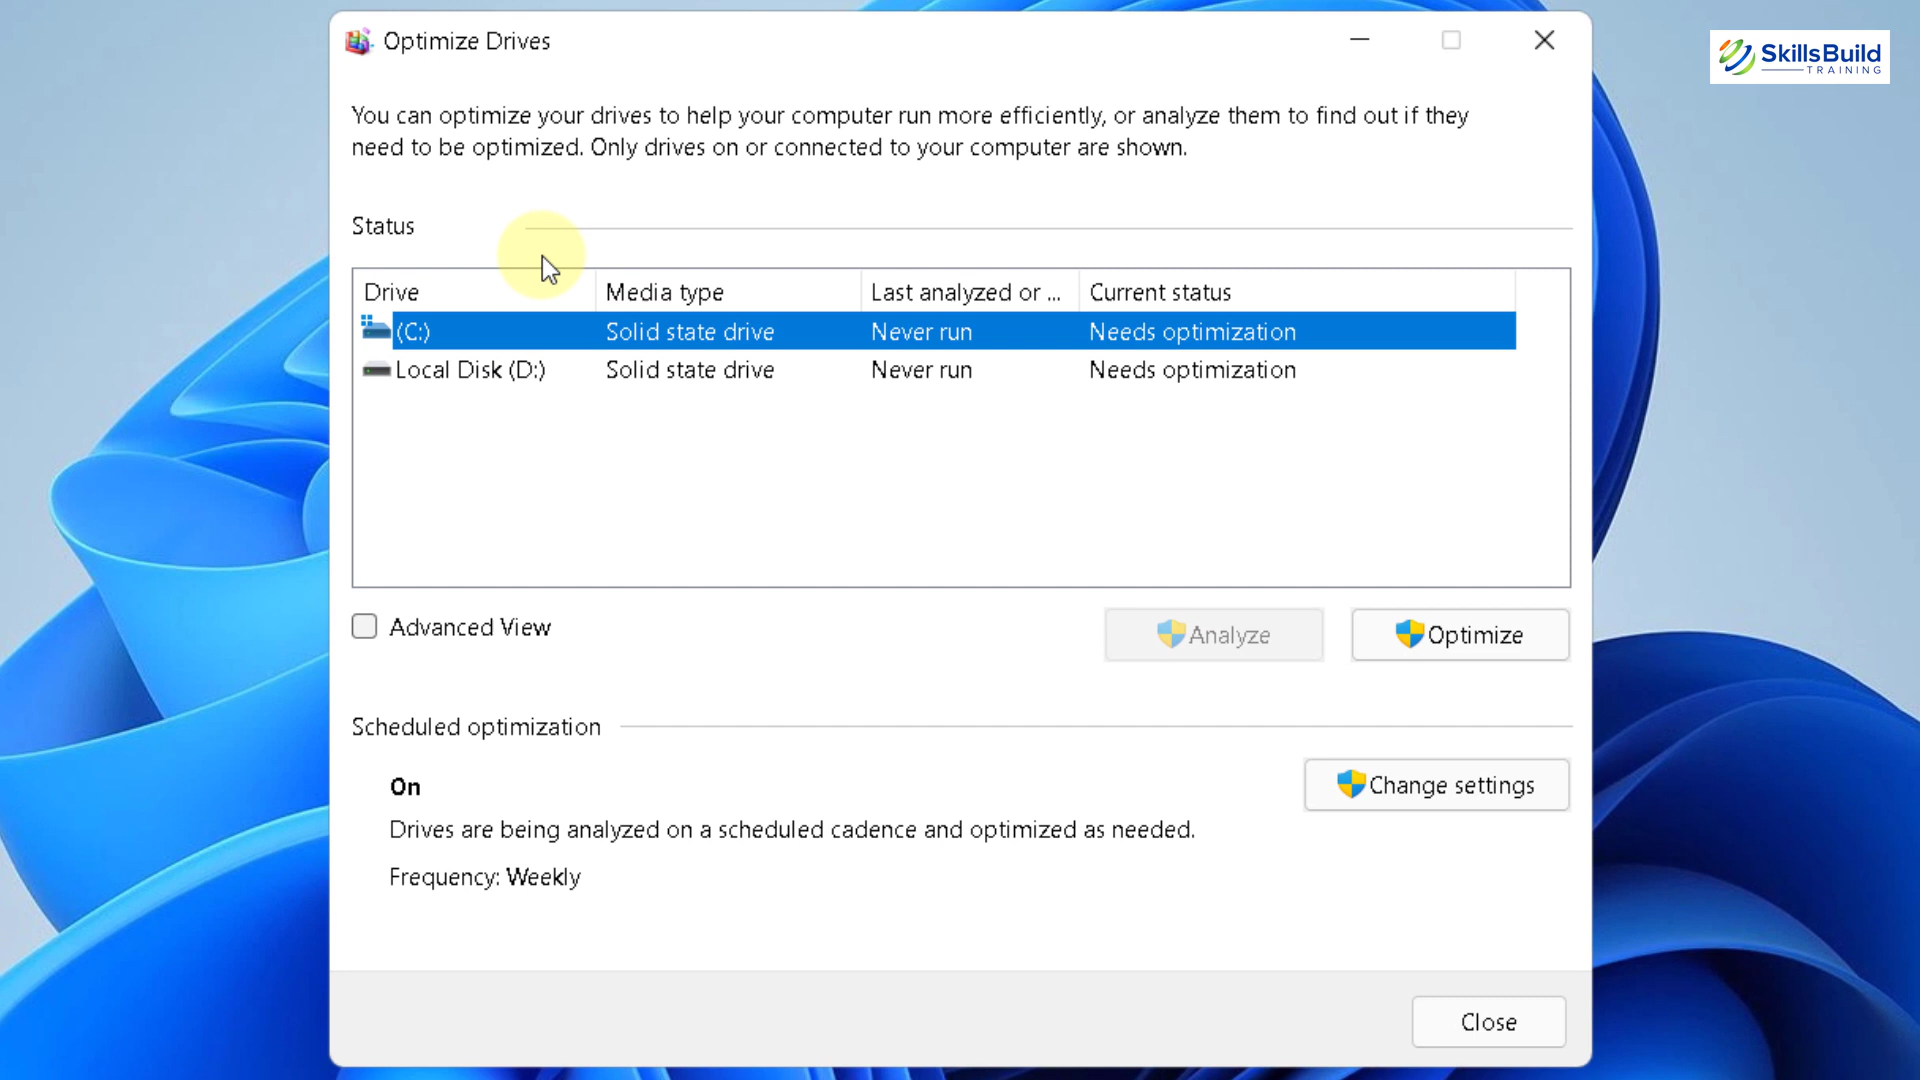 Optimize Drives
SkillsBuild
TRAINING
You can optimize your drives to help your computer run more efficiently, or analyze them to find out if they
need to be optimized. Only drives on or connected to your computer are shown.
Status
Drive Media type Last analyzed or ... Current status
(C:) Solid state drive Never run Needs optimization
Local Disk (D:) Solid state drive Never run Needs optimization
Advanced View Analyze Optimize
Scheduled optimization
On Change settings
Drives are being analyzed on a scheduled cadence and optimized as needed.
Frequency: Weekly
Close